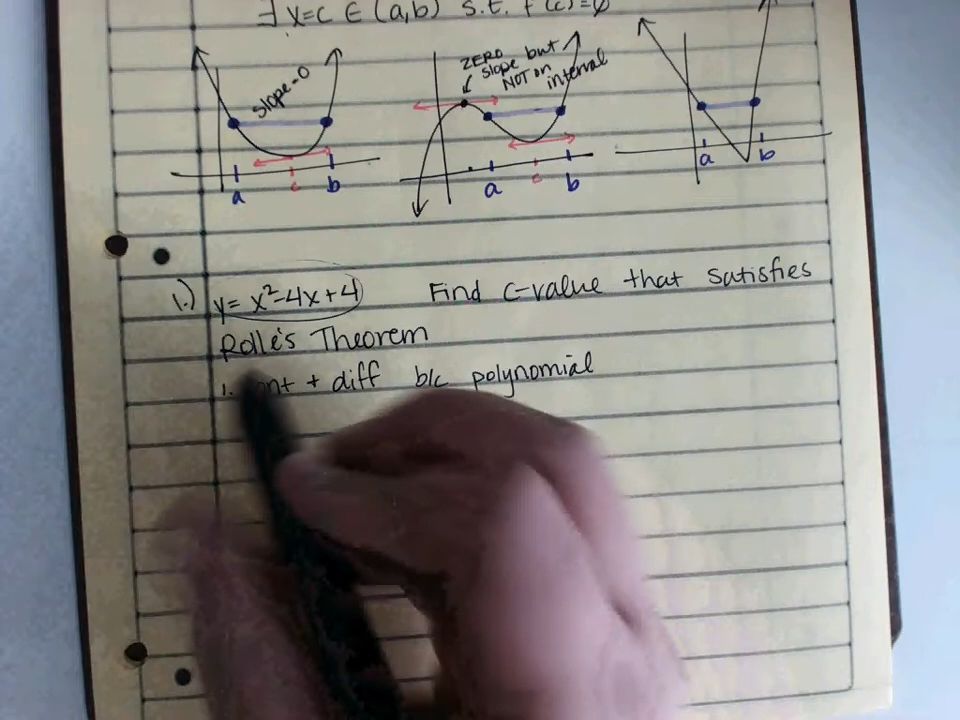 ∃ x=c ∈ (a,b) s.t. f'(c)=0
slope=0
a c b
ZERO
slope but
NOT on
interval
a c b
a b
1.) y= x²-4x+4 Find c-value that satisfies
Rolle's Theorem
1. + diff b/c polynomial